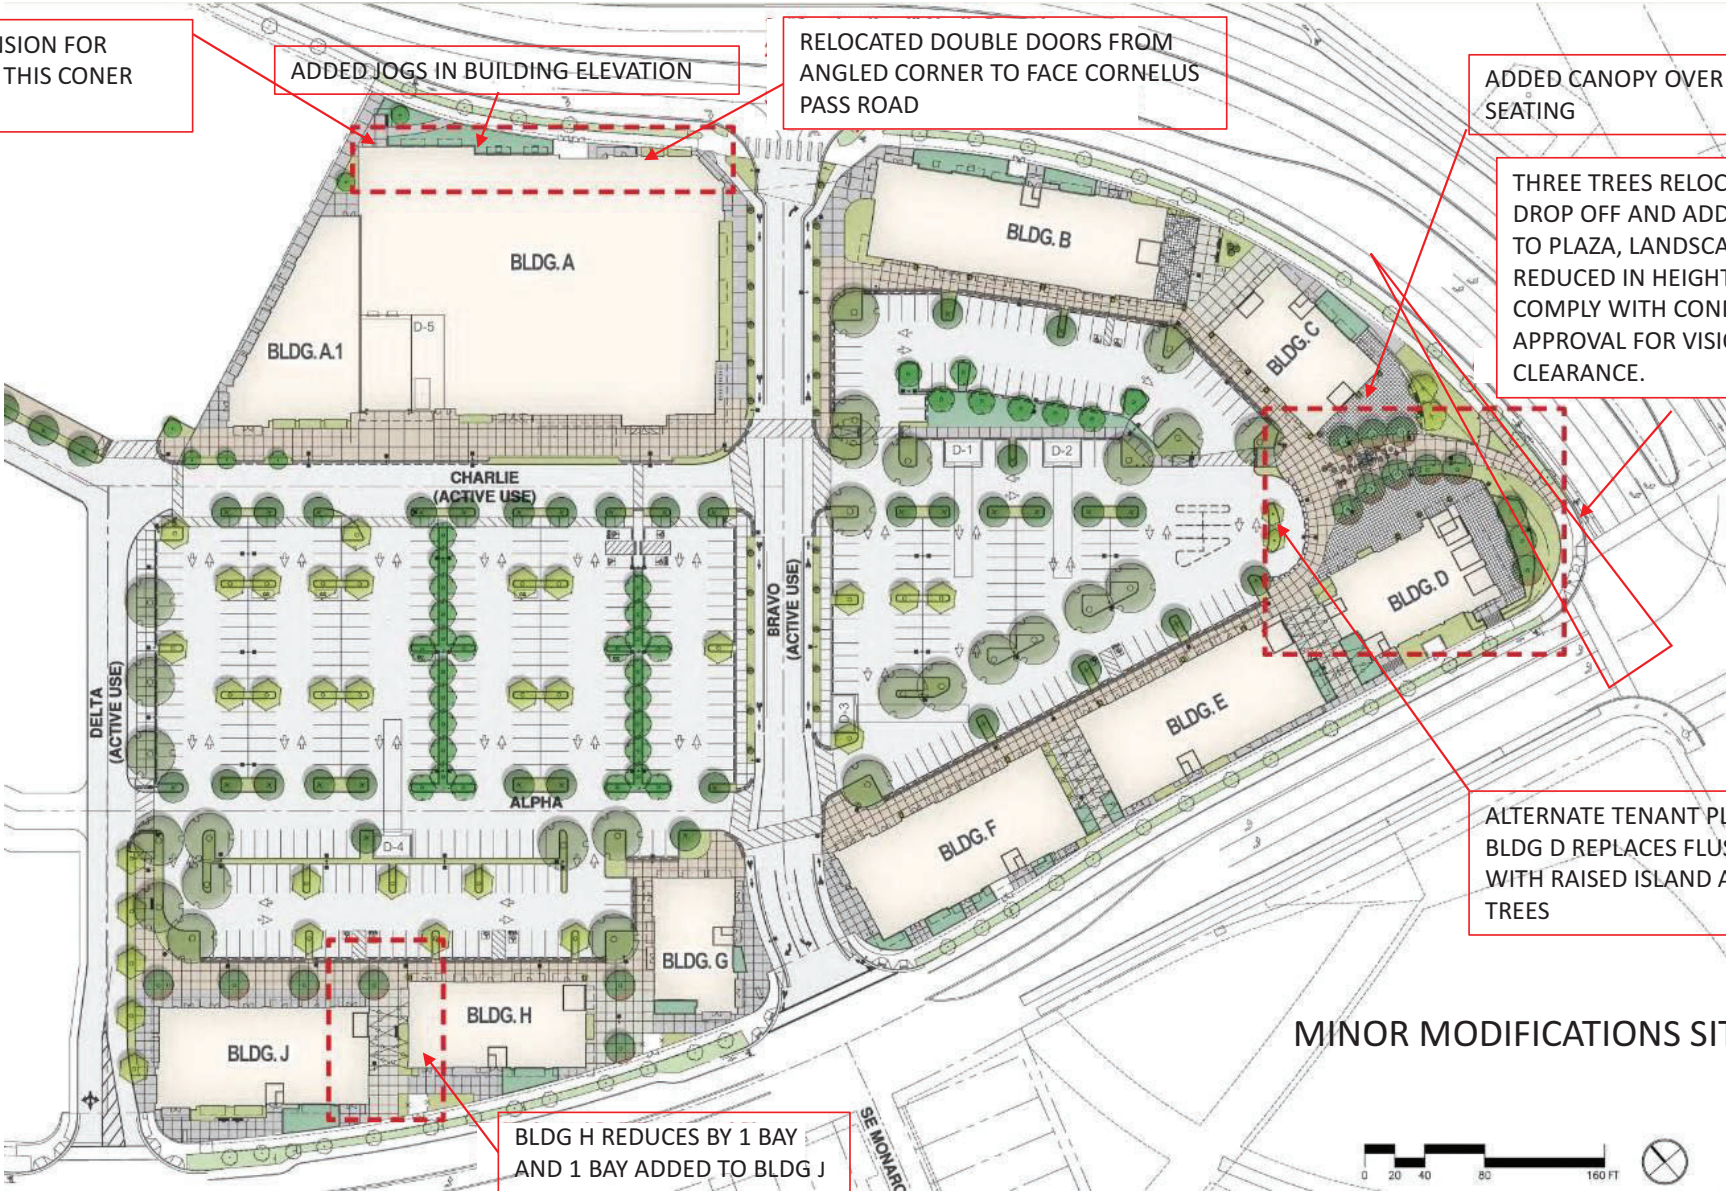 ISION FOR
THIS CONER
ADDED JOGS IN BUILDING ELEVATION
RELOCATED DOUBLE DOORS FROM
ANGLED CORNER TO FACE CORNELUS
PASS ROAD
ADDED CANOPY OVER
SEATING
THREE TREES RELOC
DROP OFF AND ADD
TO PLAZA, LANDSCA
REDUCED IN HEIGHT
COMPLY WITH CONI
APPROVAL FOR VISIO
CLEARANCE.
BLDG. A
BLDG. A.1
D-5
BLDG. B
BLDG. C
D-1
D-2
CHARLIE
(ACTIVE USE)
BRAVO
(ACTIVE USE)
DELTA
(ACTIVE USE)
BLDG. D
BLDG. E
D-3
ALPHA
D-4
BLDG. F
ALTERNATE TENANT PL
BLDG D REPLACES FLUS
WITH RAISED ISLAND A
TREES
BLDG. G
BLDG. H
BLDG. J
MINOR MODIFICATIONS SIT
BLDG H REDUCES BY 1 BAY
AND 1 BAY ADDED TO BLDG J
SE MONARC
0 20 40 80 160 FT